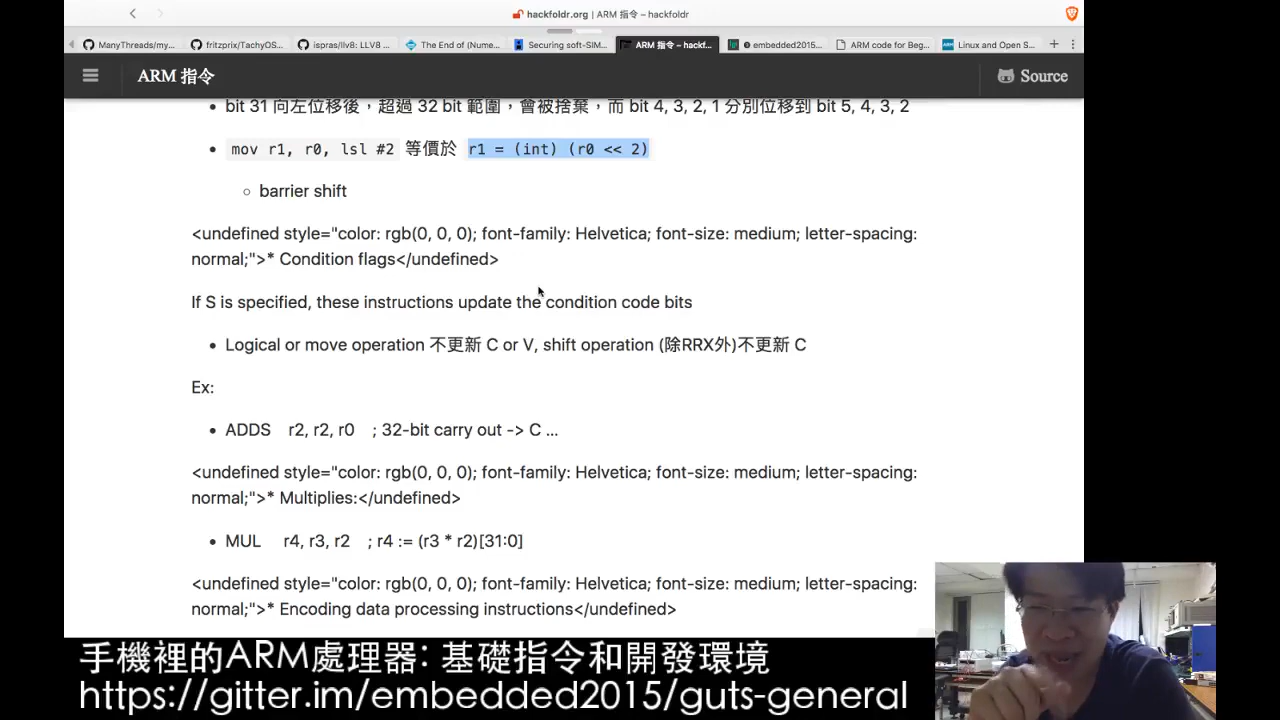 hackfoldr.org | ARM 指令 – hackfoldr
ManyThreads/my... fritzprix/TachyOS... ispras/llv8: LLV8 ... The End of (Nume... Securing soft-SIM... ARM 指令 – hackf... embedded2015... ARM code for Beg... Linux and Open S...
ARM 指令 Source
bit 31 向左位移後，超過 32 bit 範圍，會被捨棄，而 bit 4, 3, 2, 1 分別位移到 bit 5, 4, 3, 2
mov r1, r0, lsl #2 等價於 r1 = (int) (r0 << 2)
barrier shift
<undefined style="color: rgb(0, 0, 0); font-family: Helvetica; font-size: medium; letter-spacing:
normal;">* Condition flags</undefined>
If S is specified, these instructions update the condition code bits
Logical or move operation 不更新 C or V, shift operation (除RRX外)不更新 C
Ex:
ADDS r2, r2, r0 ; 32-bit carry out -> C ...
<undefined style="color: rgb(0, 0, 0); font-family: Helvetica; font-size: medium; letter-spacing:
normal;">* Multiplies:</undefined>
MUL r4, r3, r2 ; r4 := (r3 * r2)[31:0]
<undefined style="color: rgb(0, 0, 0); font-family: Helvetica; font-size: medium; letter-spacing:
normal;">* Encoding data processing instructions</undefined>
手機裡的ARM處理器: 基礎指令和開發環境
https://gitter.im/embedded2015/guts-general